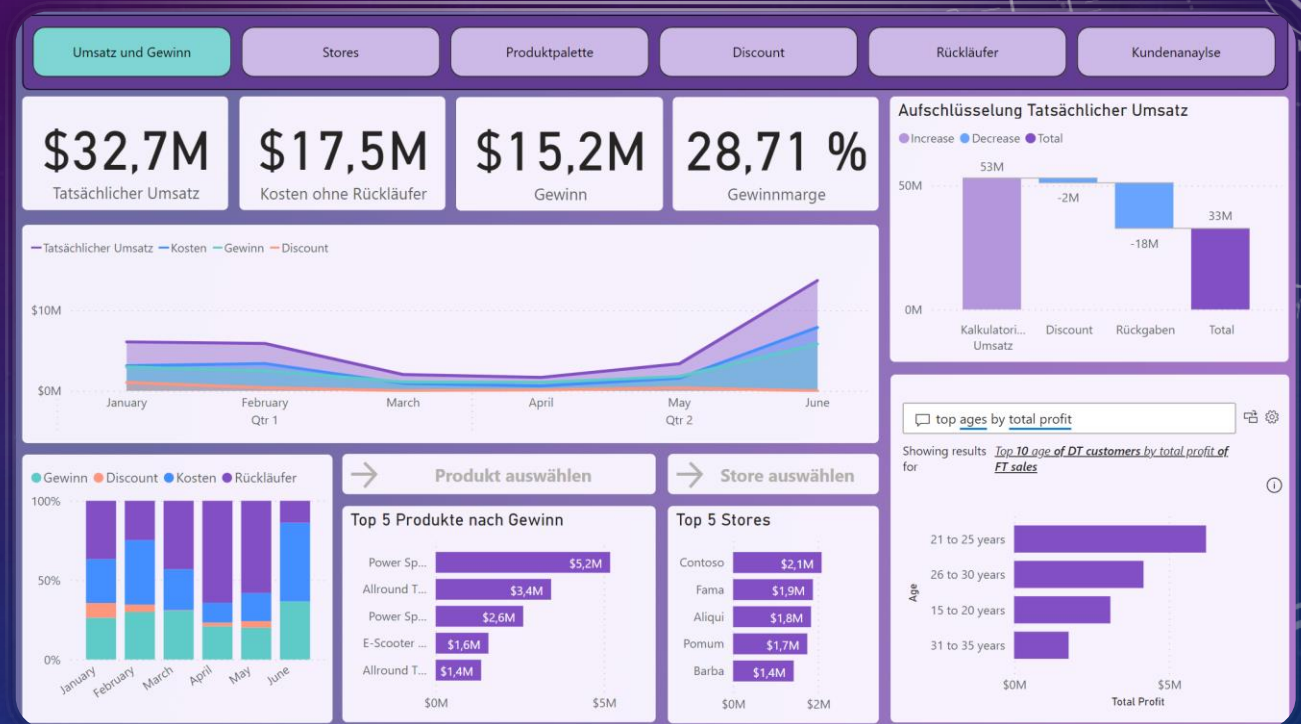 Umsatz und Gewinn
Stores
Produktpalette
Discount
Rückläufer
Kundenanaylse
$32,7M
Tatsächlicher Umsatz
$17,5M
Kosten ohne Rückläufer
$15,2M
Gewinn
28,71 %
Gewinnmarge
Aufschlüsselung Tatsächlicher Umsatz
Increase Decrease Total
53M
50M
-2M
33M
-18M
0M
Kalkulatori... Umsatz
Discount
Rückgaben
Total
Tatsächlicher Umsatz Kosten Gewinn Discount
$10M
$0M
January February March April May June
Qtr 1 Qtr 2
top ages by total profit
Showing results for
Top 10 age of DT customers by total profit of
FT sales
Age
21 to 25 years
26 to 30 years
15 to 20 years
31 to 35 years
$0M $5M
Total Profit
Gewinn Discount Kosten Rückläufer
100%
50%
0%
January February March April May June
Produkt auswählen
Store auswählen
Top 5 Produkte nach Gewinn
Power Sp... $5,2M
Allround T... $3,4M
Power Sp... $2,6M
E-Scooter ... $1,6M
Allround T... $1,4M
$0M $5M
Top 5 Stores
Contoso $2,1M
Fama $1,9M
Aliqui $1,8M
Pomum $1,7M
Barba $1,4M
$0M $2M